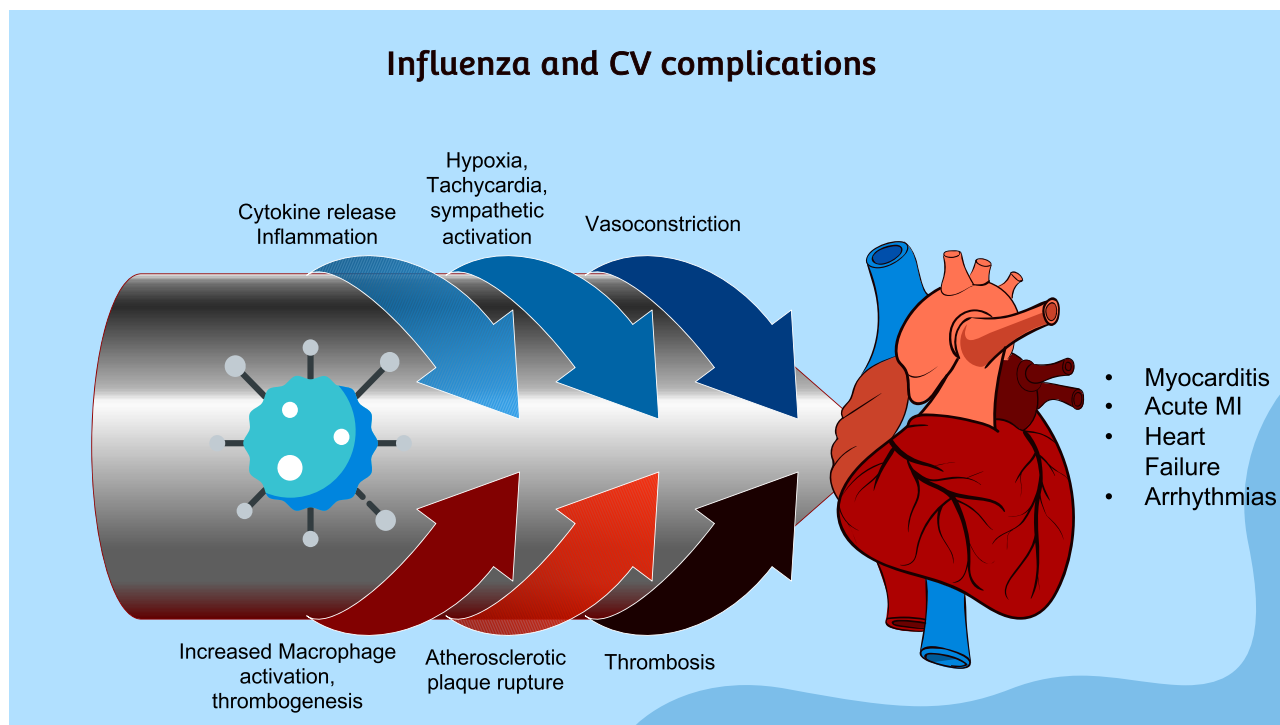 Influenza and CV complications
Hypoxia,
Tachycardia,
sympathetic
activation
Cytokine release
Inflammation
Vasoconstriction
• Myocarditis
• Acute MI
• Heart
Failure
• Arrhythmias
Increased Macrophage
activation,
thrombogenesis
Atherosclerotic
plaque rupture
Thrombosis